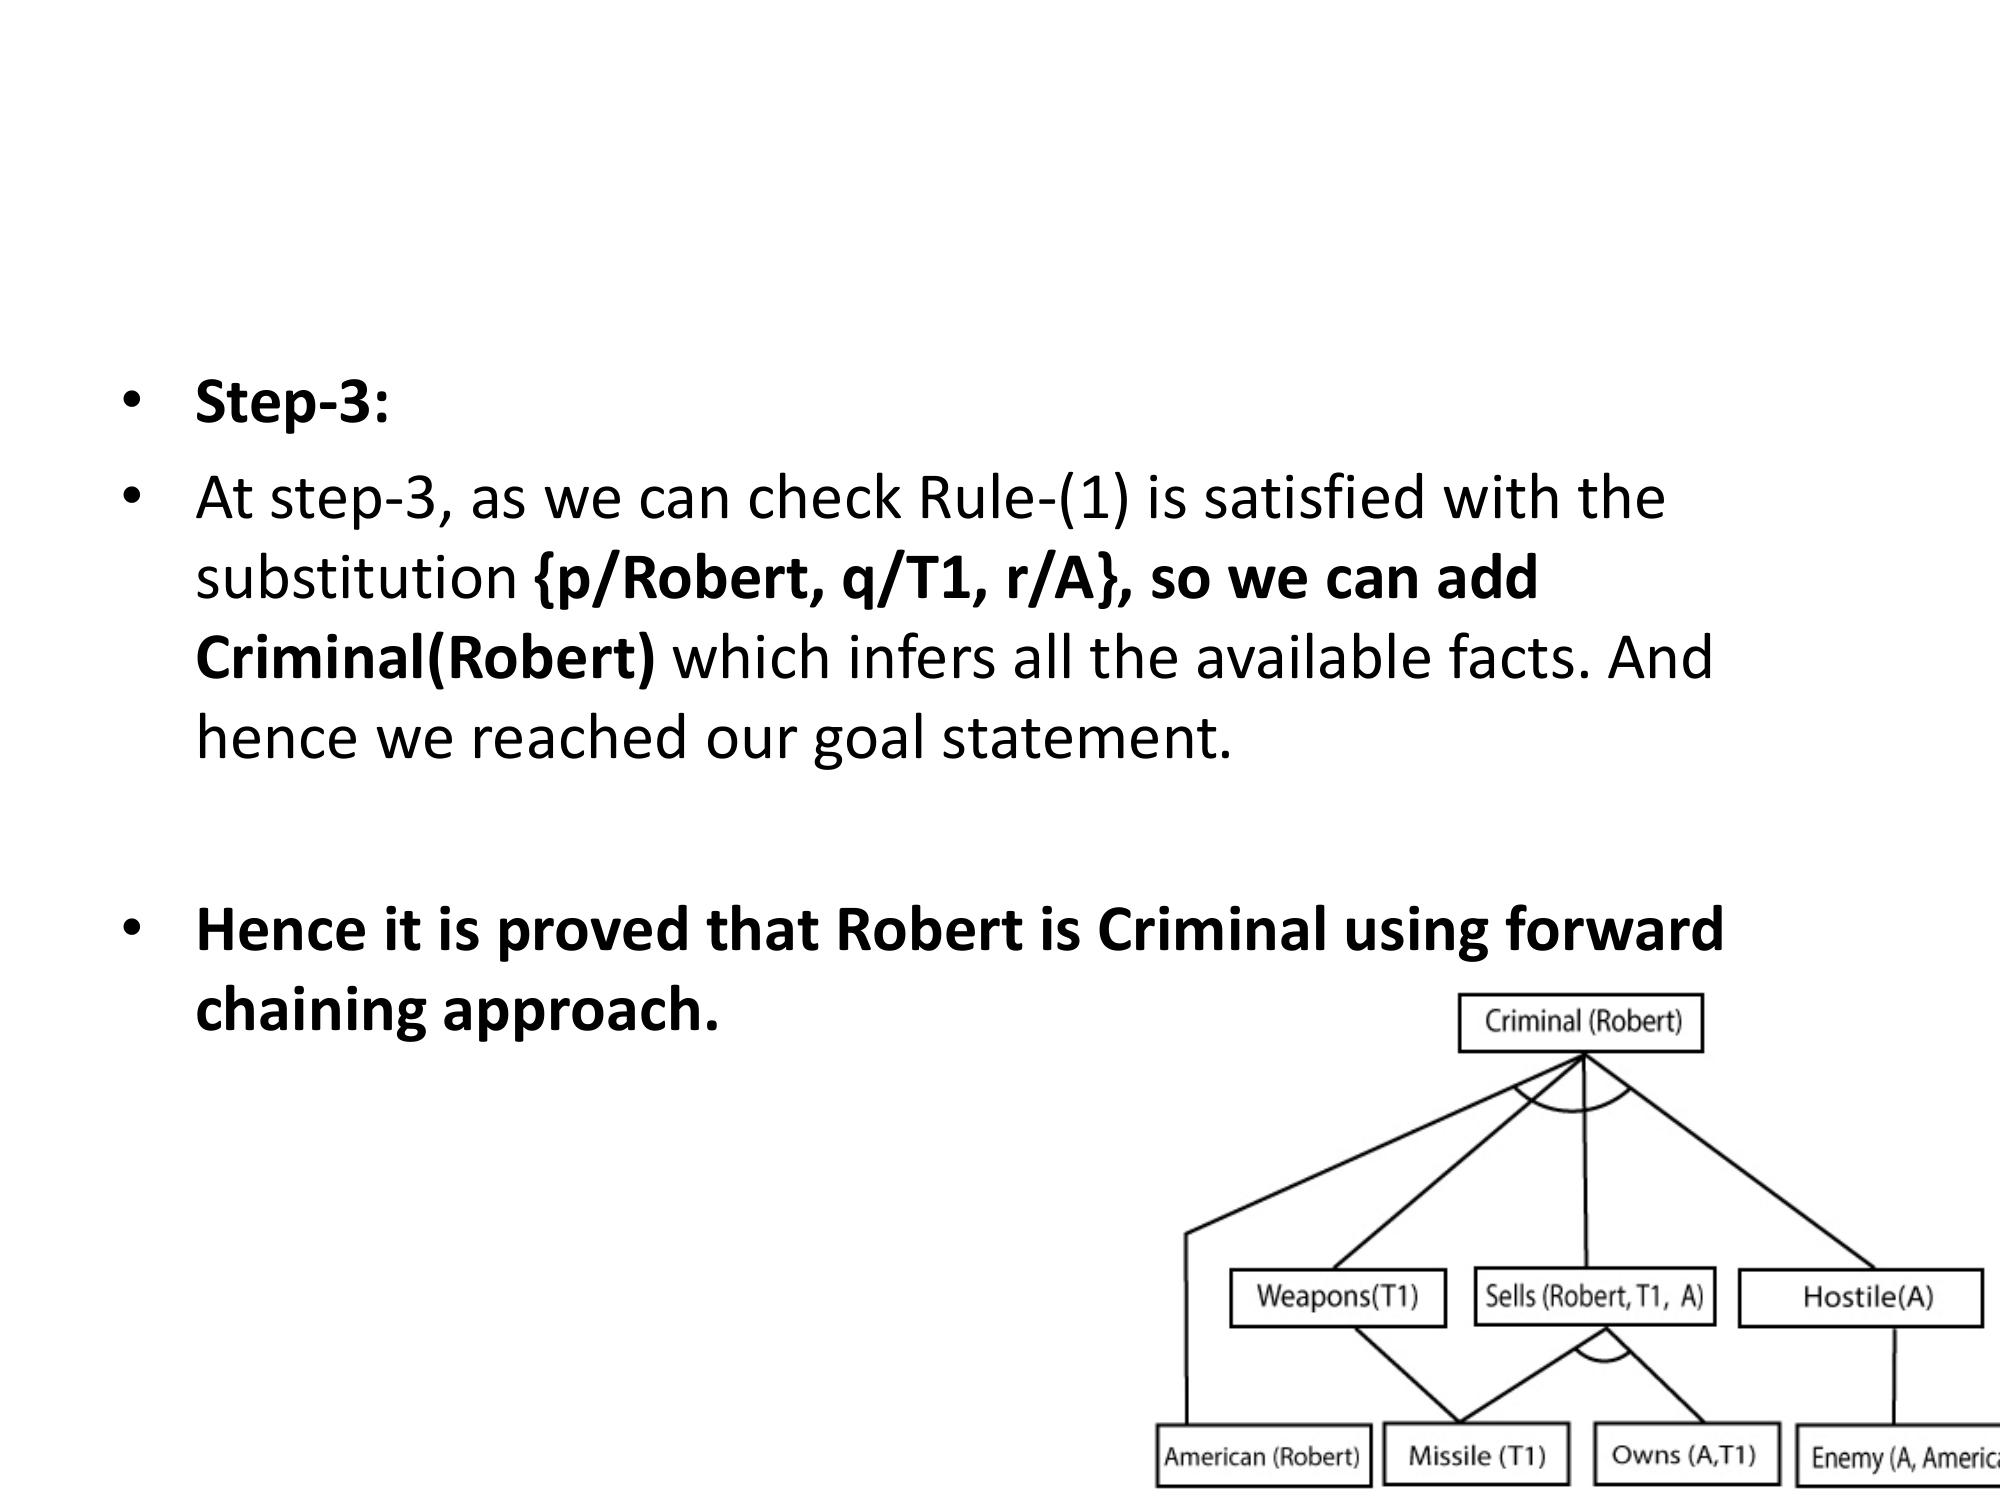 • Step-3:
• At step-3, as we can check Rule-(1) is satisfied with the
substitution {p/Robert, q/T1, r/A}, so we can add
Criminal(Robert) which infers all the available facts. And
hence we reached our goal statement.
• Hence it is proved that Robert is Criminal using forward
chaining approach.
Criminal (Robert)
Weapons(T1) Sells (Robert, T1, A) Hostile(A)
American (Robert) Missile (T1) Owns (A,T1) Enemy (A, Americ